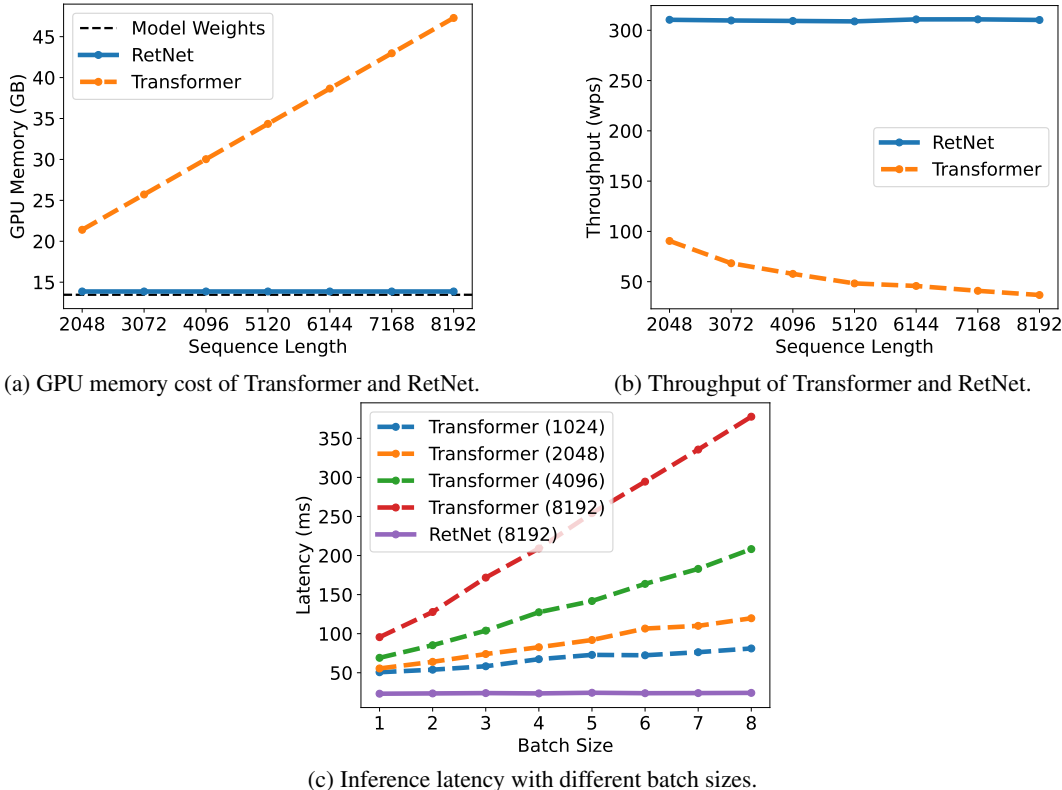 45
40
35
30
25
20
15
GPU Memory (GB)
Model Weights
RetNet
Transformer
2048 3072 4096 5120 6144 7168 8192
Sequence Length
(a) GPU memory cost of Transformer and RetNet.
300
250
200
150
100
50
Throughput (wps)
RetNet
Transformer
2048 3072 4096 5120 6144 7168 8192
Sequence Length
(b) Throughput of Transformer and RetNet.
350
300
250
200
150
100
50
Latency (ms)
Transformer (1024)
Transformer (2048)
Transformer (4096)
Transformer (8192)
RetNet (8192)
1 2 3 4 5 6 7 8
Batch Size
(c) Inference latency with different batch sizes.